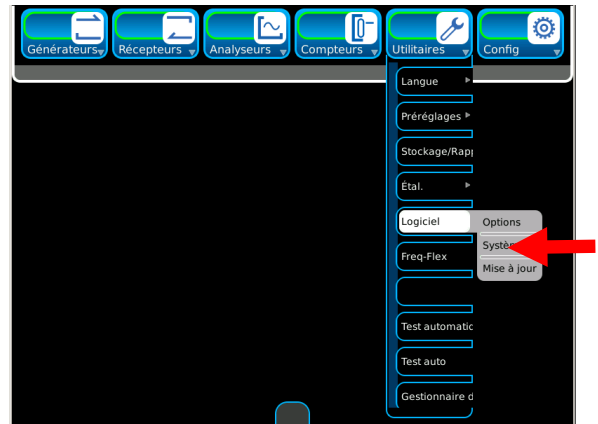 Générateurs Récepteurs Analyseurs Compteurs Utilitaires Config
Langue
Préréglages
Stockage/Rapp
Étal.
Logiciel
Options
Systèm
Freq-Flex
Mise à jour
Test automatic
Test auto
Gestionnaire d